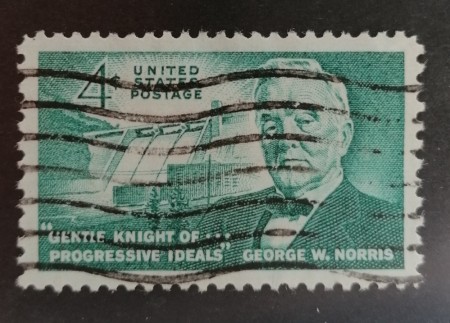 4¢ UNITED
STATES
POSTAGE
"GENTLE KNIGHT OF ...
PROGRESSIVE IDEALS" GEORGE W. NORRIS